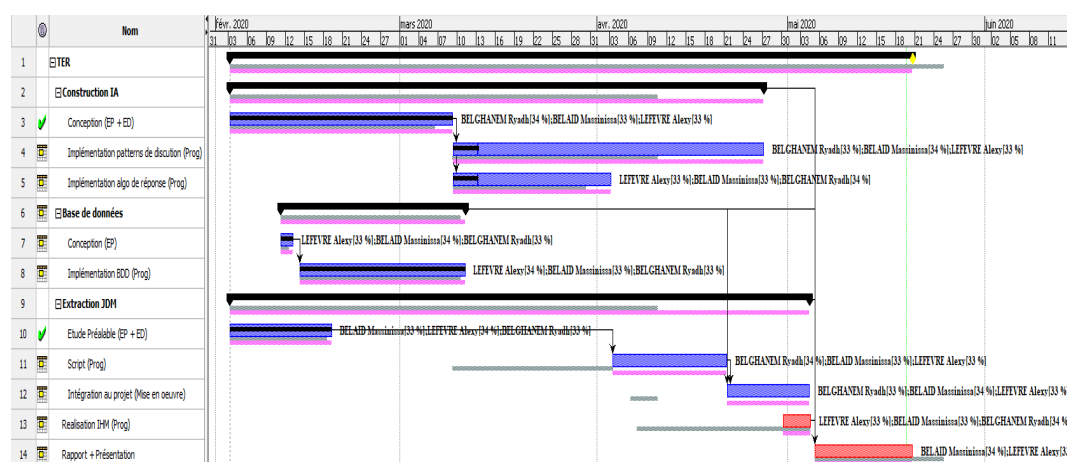 Nom
févr. 2020 mars 2020 avr. 2020 mai 2020 juin 2020
31 03 06 09 12 15 18 21 24 27 01 04 07 10 13 16 19 22 25 28 31 03 06 09 12 15 18 21 24 27 30 03 06 09 12 15 18 21 24 27 30 02 05 08 11
1 TER
2 Construction IA
3 Conception (EP + ED) BELGHANEM Ryadh[34 %];BELAID Massinissa[33 %];LEFEVRE Alexy[33 %]
4 Implémentation patterns de discution (Prog) BELGHANEM Ryadh[33 %];BELAID Massinissa[34 %];LEFEVRE Alexy[33 %]
5 Implémentation algo de réponse (Prog) LEFEVRE Alexy[33 %];BELAID Massinissa[33 %];BELGHANEM Ryadh[34 %]
6 Base de données
7 Conception (EP) LEFEVRE Alexy[33 %];BELAID Massinissa[34 %];BELGHANEM Ryadh[33 %]
8 Implémentation BDD (Prog) LEFEVRE Alexy[34 %];BELAID Massinissa[33 %];BELGHANEM Ryadh[33 %]
9 Extraction JDM
10 Etude Préalable (EP + ED) BELAID Massinissa[33 %];LEFEVRE Alexy[34 %];BELGHANEM Ryadh[33 %]
11 Script (Prog) BELGHANEM Ryadh[34 %];BELAID Massinissa[33 %];LEFEVRE Alexy[33 %]
12 Intégration au projet (Mise en oeuvre) BELGHANEM Ryadh[33 %];BELAID Massinissa[34 %];LEFEVRE Alexy[33
13 Realisation IHM (Prog) LEFEVRE Alexy[33 %];BELAID Massinissa[33 %];BELGHANEM Ryadh[34 %
14 Rapport + Présentation BELAID Massinissa[34 %];LEFEVRE Alexy[33